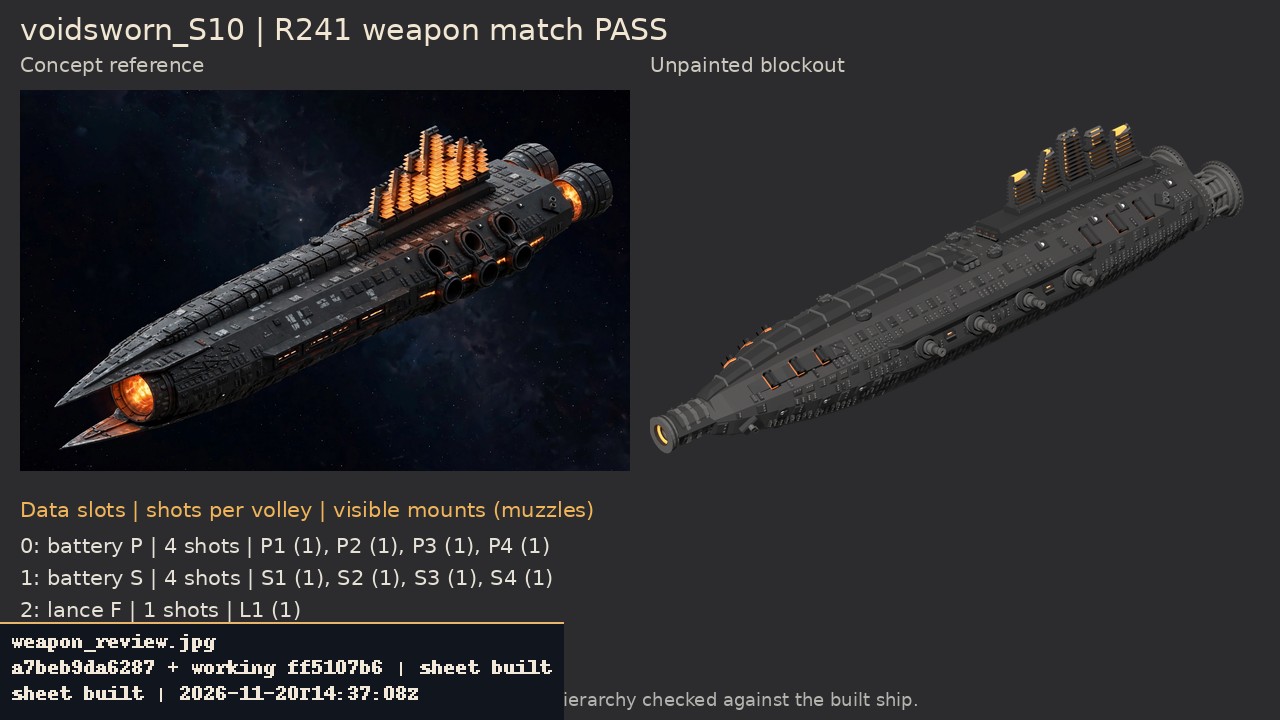 voidsworn_S10 | R241 weapon match PASS
Concept reference
Unpainted blockout
Data slots | shots per volley | visible mounts (muzzles)
0: battery P | 4 shots | P1 (1), P2 (1), P3 (1), P4 (1)
1: battery S | 4 shots | S1 (1), S2 (1), S3 (1), S4 (1)
2: lance F | 1 shots | L1 (1)
weapon_review.jpg
a7beb9da6287 + working ff5107b6 | sheet built
sheet built | 2026-11-20T14:37:08Z
checked against the built ship.